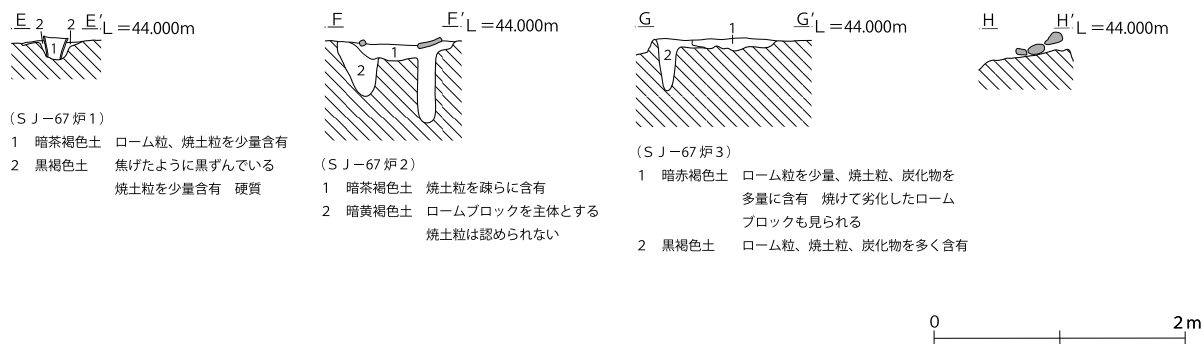 E 2 2 E′ L＝44.000m
1
F F′ L＝44.000m
1
2
G 1 G′ L＝44.000m
2
H H′ L＝44.000m
（ＳＪ−67 炉１）
1 暗茶褐色土 ローム粒、焼土粒を少量含有
2 黒褐色土 焦げたように黒ずんでいる
焼土粒を少量含有 硬質
（ＳＪ−67 炉２）
1 暗茶褐色土 焼土粒を疎らに含有
2 暗黄褐色土 ロームブロックを主体とする
焼土粒は認められない
（ＳＪ−67 炉３）
1 暗赤褐色土 ローム粒を少量、焼土粒、炭化物を
多量に含有 焼けて劣化したローム
ブロックも見られる
2 黒褐色土 ローム粒、焼土粒、炭化物を多く含有
0 2 m